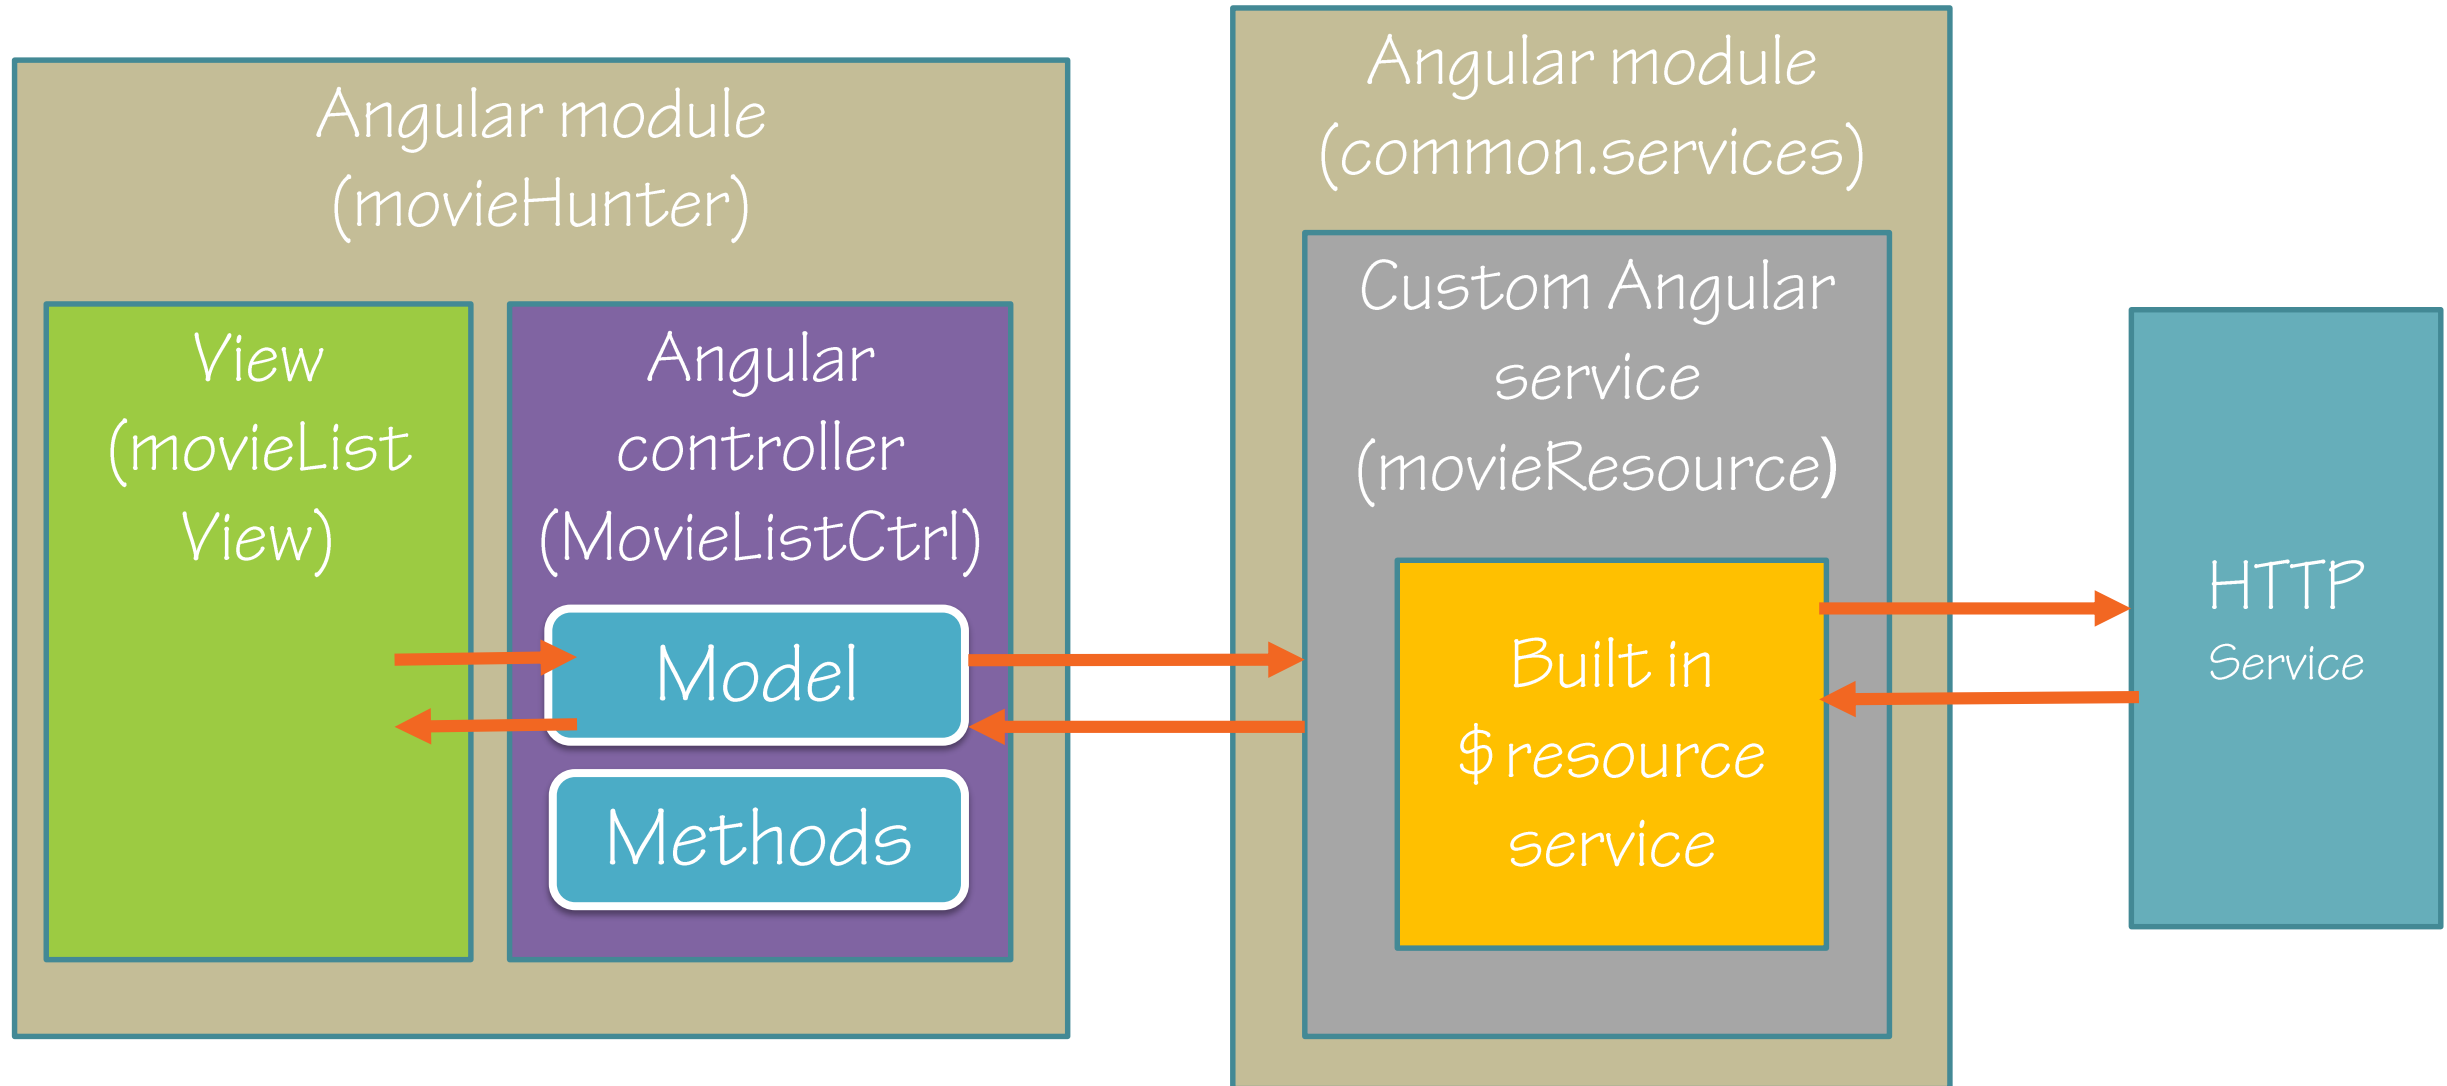 Angular module
(movieHunter)
View
(movieList
View)
Angular
controller
(MovieListCtrl)
Model
Methods
Angular module
(common.services)
Custom Angular
service
(movieResource)
Built in
$resource
service
HTTP
Service